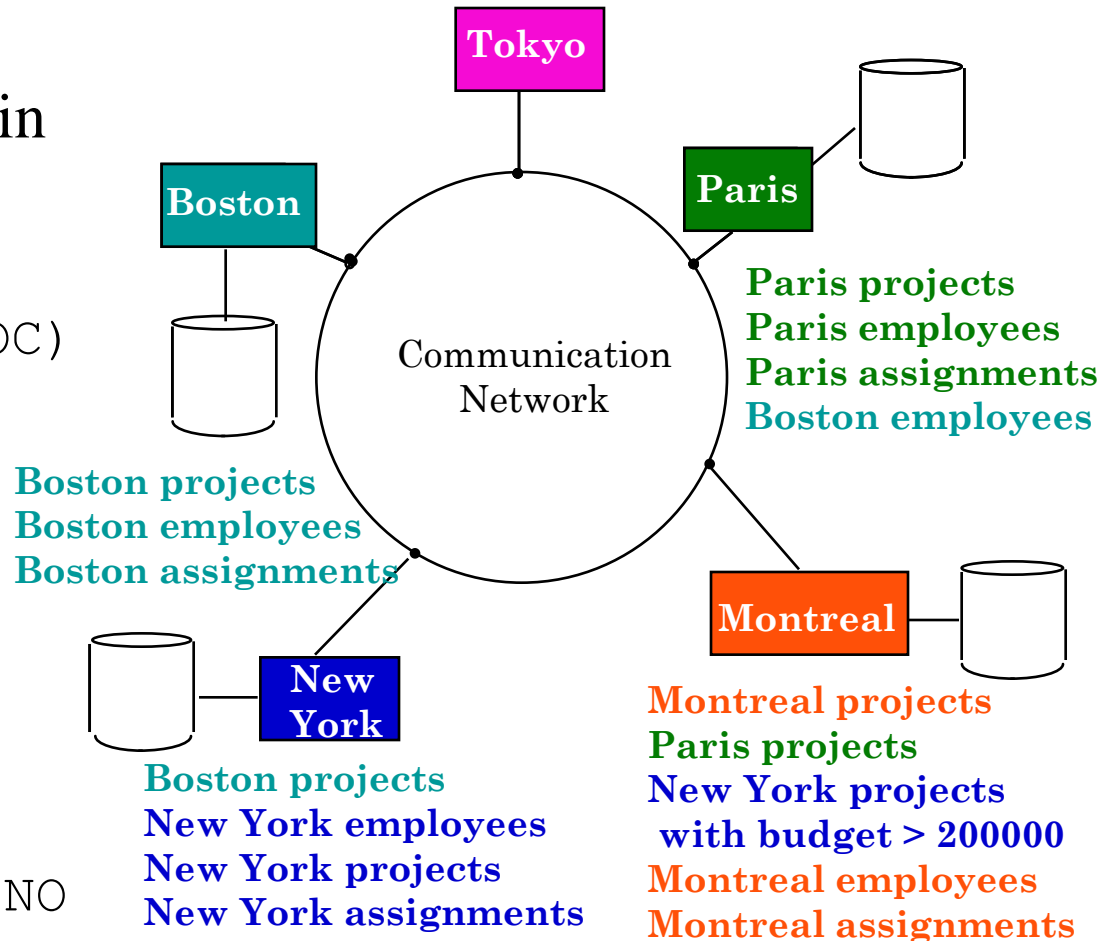 Tokyo
in
Boston
Paris
OC)
Communication
Network
Paris projects
Paris employees
Paris assignments
Boston employees
Boston projects
Boston employees
Boston assignments
New
York
Montreal
Boston projects
New York employees
New York projects
New York assignments
Montreal projects
Paris projects
New York projects
with budget > 200000
Montreal employees
Montreal assignments
NO